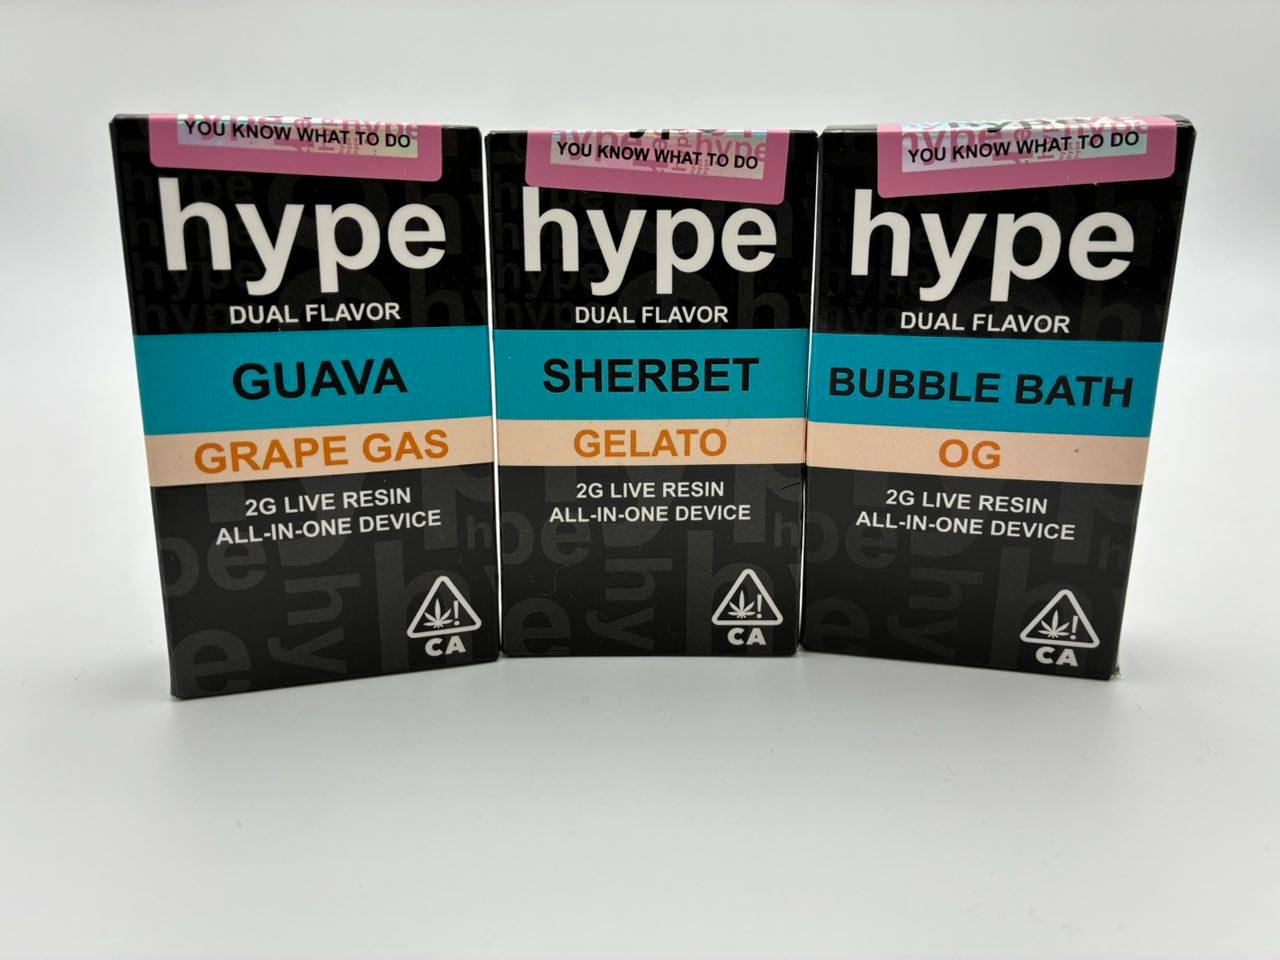 YOU KNOW WHAT TO DO
hype
DUAL FLAVOR
GUAVA
GRAPE GAS
2G LIVE RESIN
ALL-IN-ONE DEVICE
CA
YOU KNOW WHAT TO DO
hype
DUAL FLAVOR
SHERBET
GELATO
2G LIVE RESIN
ALL-IN-ONE DEVICE
CA
YOU KNOW WHAT TO DO
hype
DUAL FLAVOR
BUBBLE BATH
OG
2G LIVE RESIN
ALL-IN-ONE DEVICE
CA